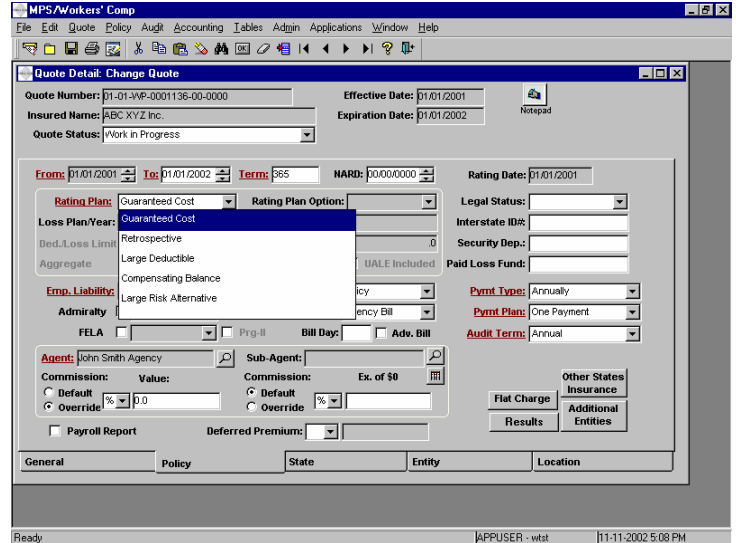 MPS/Workers' Comp
File Edit Quote Policy Audit Accounting Tables Admin Applications Window Help
OK
Quote Detail: Change Quote
Quote Number: 01-01-WP-0001136-00-0000 Effective Date: 01/01/2001
Notepad
Insured Name: ABC XYZ Inc. Expiration Date: 01/01/2002
Quote Status: Work in Progress
From: 01/01/2001 To: 01/01/2002 Term: 365 NARD: 00/00/0000 Rating Date: 01/01/2001
Rating Plan: Guaranteed Cost Rating Plan Option: Legal Status:
Guaranteed Cost
Loss Plan/Year: Interstate ID#:
Retrospective
Ded./Loss Limit .0 Security Dep.:
Large Deductible
Aggregate UALE Included Paid Loss Fund:
Compensating Balance
Emp. Liability: icy Pymt Type: Annually
Large Risk Alternative
Admiralty ency Bill Pymt Plan: One Payment
FELA Prg-II Bill Day: Adv. Bill Audit Term: Annual
Agent: John Smith Agency Sub-Agent:
Commission: Value: Commission: Ex. of $0 Other States Insurance
Default Default
Override % 0.0 Override % Flat Charge Additional Entities
Payroll Report Deferred Premium: Results
General Policy State Entity Location
Ready APPUSER - wtst 11-11-2002 5:08 PM